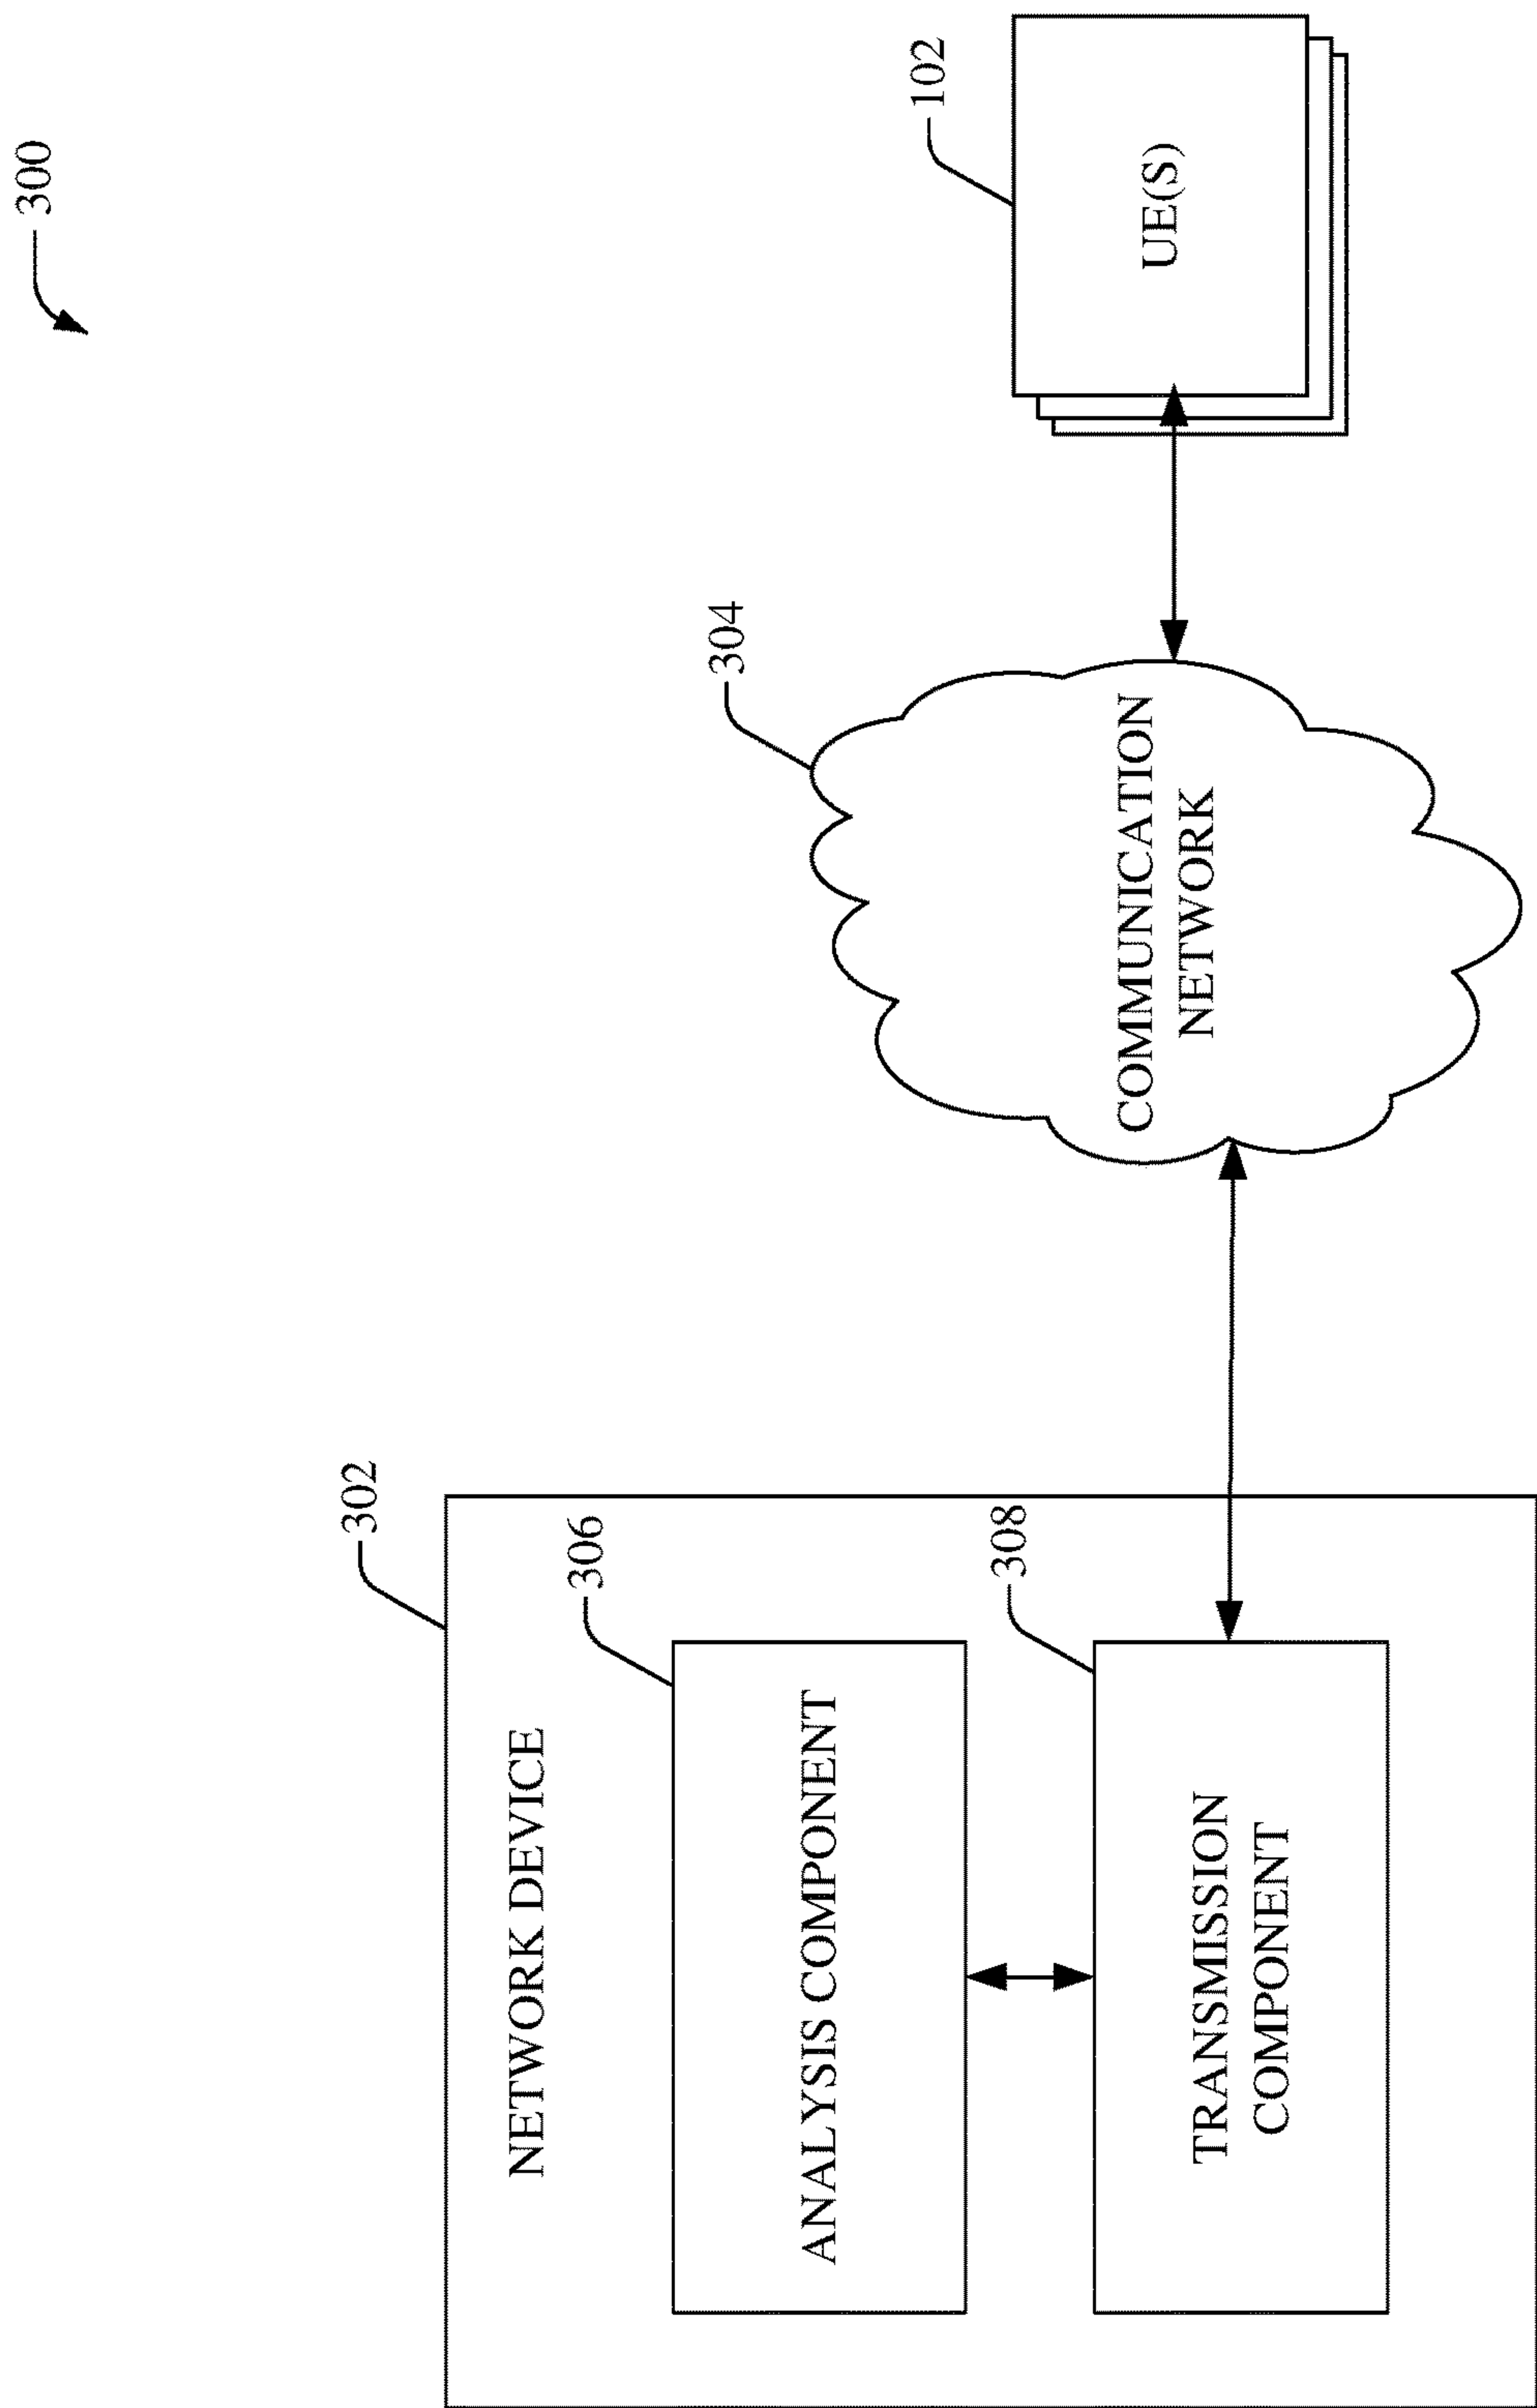 300
302
NETWORK DEVICE
306
ANALYSIS COMPONENT
308
TRANSMISSION
COMPONENT
304
COMMUNICATION
NETWORK
102
UE(S)